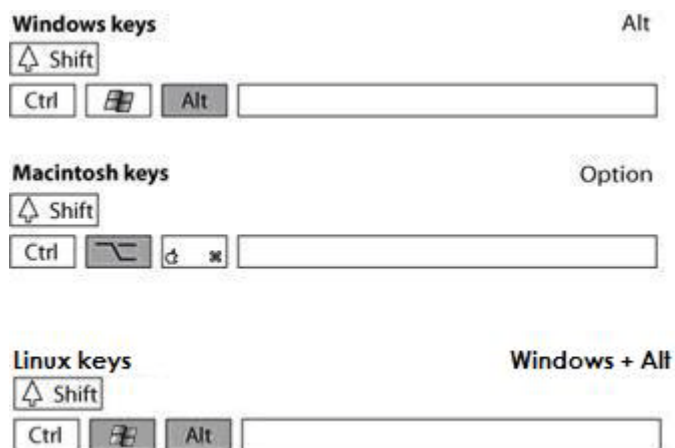 Windows keys Alt
Shift
Ctrl Alt
Macintosh keys Option
Shift
Ctrl
Linux keys Windows + Alt
Shift
Ctrl Alt